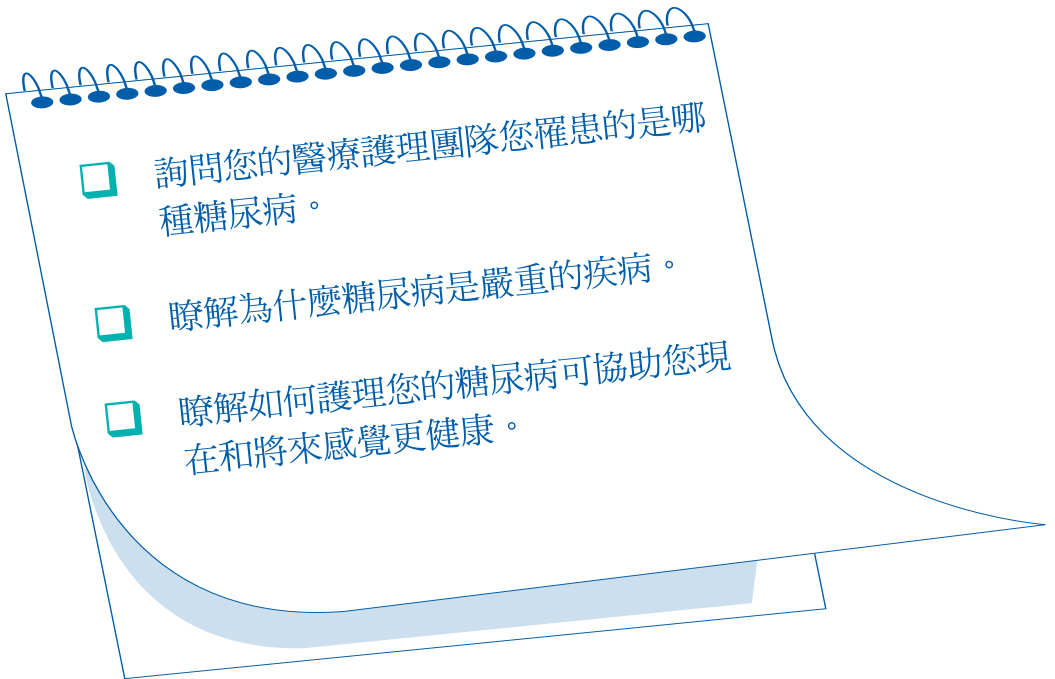 詢問您的醫療護理團隊您罹患的是哪
種糖尿病。
瞭解為什麼糖尿病是嚴重的疾病。
瞭解如何護理您的糖尿病可協助您現
在和將來感覺更健康。